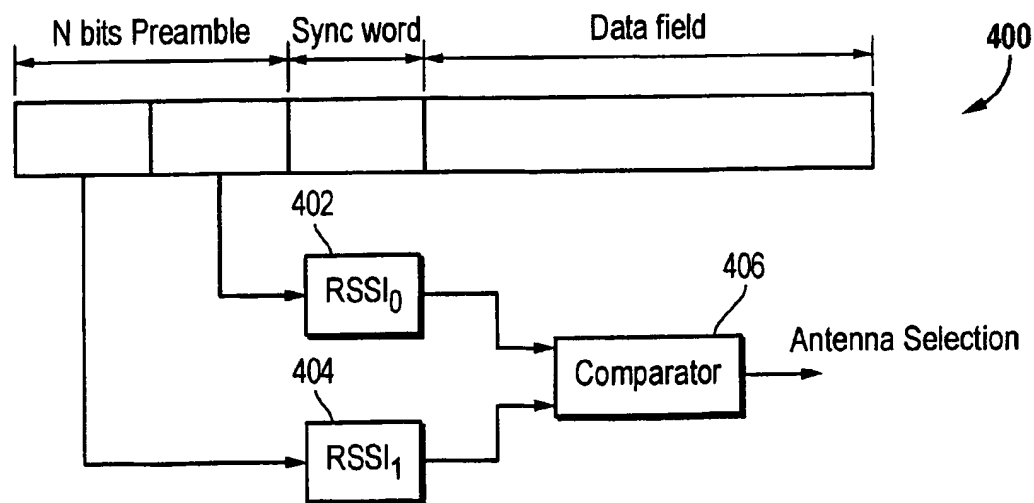 N bits Preamble
Sync word
Data field
400
402
RSSI0
406
Antenna Selection
Comparator
404
RSSI1